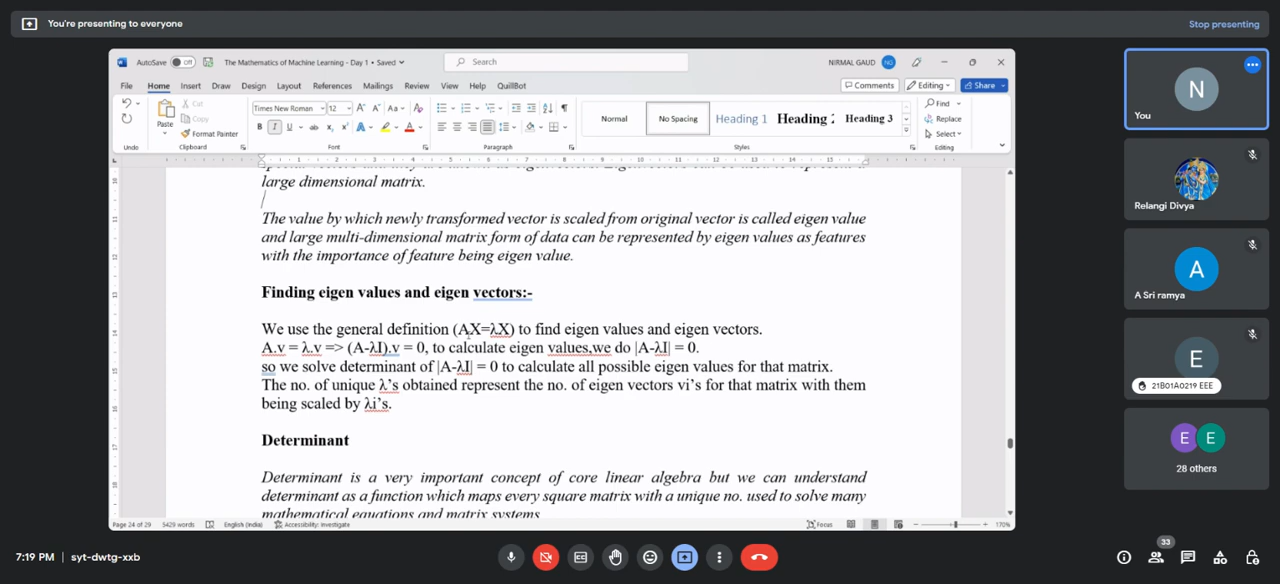 You're presenting to everyone
Stop presenting
AutoSave Off The Mathematics of Machine Learning - Day 1 • Saved
Search
NIRMAL GAUD NG
File Home Insert Draw Design Layout References Mailings Review View Help QuillBot
Comments Editing Share
Paste
Cut
Copy
Format Painter
Times New Roman 12
Normal No Spacing Heading 1 Heading 2 Heading 3
Find
Replace
Select
Undo Clipboard Font Paragraph Styles Editing
large dimensional matrix.
The value by which newly transformed vector is scaled from original vector is called eigen value
and large multi-dimensional matrix form of data can be represented by eigen values as features
with the importance of feature being eigen value.
Finding eigen values and eigen vectors:-
We use the general definition (AX=λX) to find eigen values and eigen vectors.
A.v = λ.v => (A-λI).v = 0, to calculate eigen values,we do |A-λI| = 0.
so we solve determinant of |A-λI| = 0 to calculate all possible eigen values for that matrix.
The no. of unique λ's obtained represent the no. of eigen vectors vi's for that matrix with them
being scaled by λi's.
Determinant
Determinant is a very important concept of core linear algebra but we can understand
determinant as a function which maps every square matrix with a unique no. used to solve many
mathematical equations and matrix systems
Page 24 of 29 5429 words English (India) Accessibility: Investigate
Focus 170%
N
You
Relangi Divya
A
A Sri ramya
E
21B01A0219 EEE
E E
28 others
7:19 PM | syt-dwtg-xxb
33